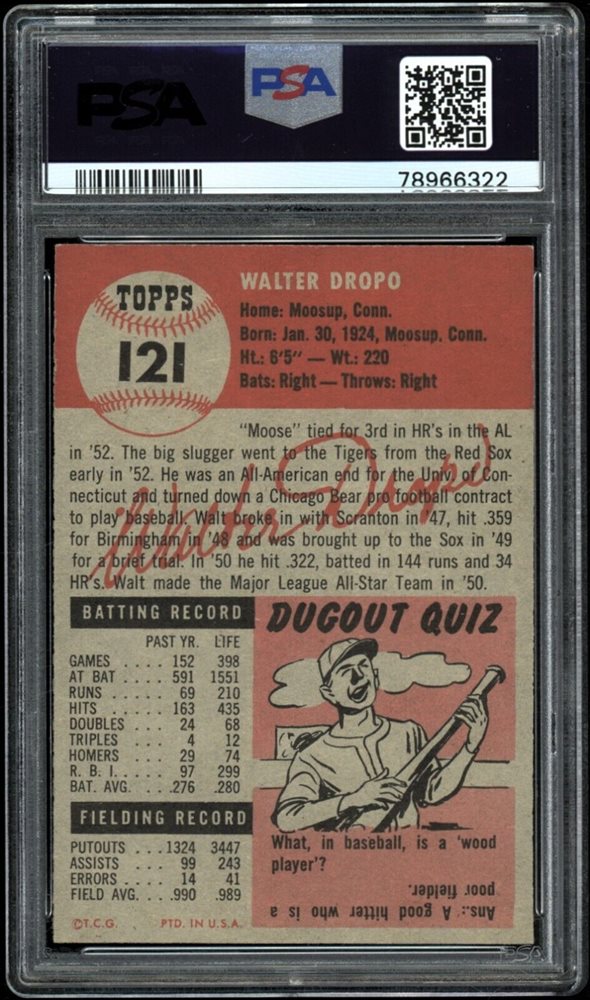 PSA
PSA
78966322
TOPPS
121
WALTER DROPO
Home: Moosup, Conn.
Born: Jan. 30, 1924, Moosup, Conn.
Ht.: 6'5" — Wt.: 220
Bats: Right — Throws: Right
"Moose" tied for 3rd in HR's in the AL
in '52. The big slugger went to the Tigers from the Red Sox
early in '52. He was an All-American end for the Univ. of Con-
necticut and turned down a Chicago Bear pro football contract
to play baseball. Walt broke in with Scranton in '47, hit .359
for Birmingham in '48 and was brought up to the Sox in '49
for a brief trial. In '50 he hit .322, batted in 144 runs and 34
HR's. Walt made the Major League All-Star Team in '50.
Walter Dropo
BATTING RECORD
PAST YR. LIFE
GAMES .... 152 398
AT BAT .... 591 1551
RUNS ..... 69 210
HITS ..... 163 435
DOUBLES ... 24 68
TRIPLES ... 4 12
HOMERS ... 29 74
R. B. I. .... 97 299
BAT. AVG. .. .276 .280
FIELDING RECORD
PUTOUTS ..1324 3447
ASSISTS ... 99 243
ERRORS .... 14 41
FIELD AVG. .. .990 .989
©T.C.G. PTD. IN U.S.A.
DUGOUT QUIZ
What, in baseball, is a 'wood
player'?
Ans.: A good hitter who is a
poor fielder.
PSA